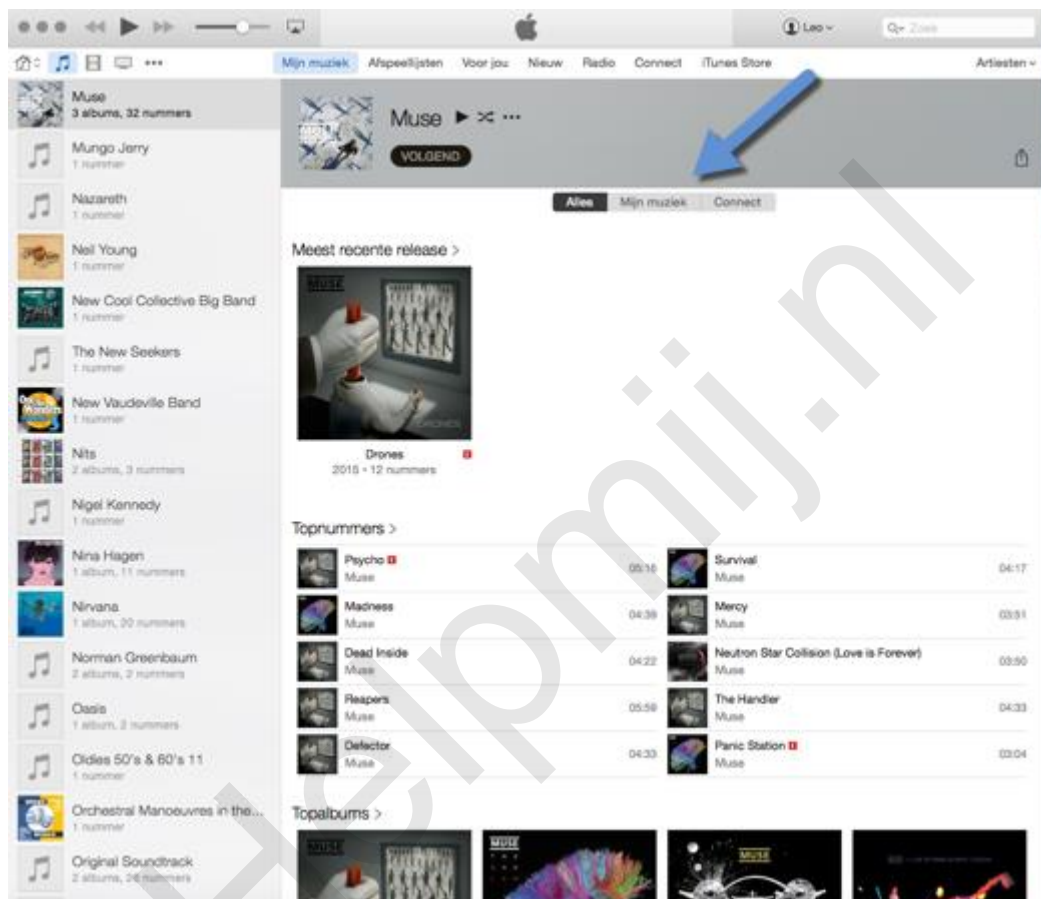 Leo
Zoek
Mijn muziek Afspeellijsten Voor jou Nieuw Radio Connect iTunes Store Artiesten
Muse
3 albums, 32 nummers
Mungo Jerry
1 nummer
Nazareth
1 nummer
Neil Young
1 nummer
New Cool Collective Big Band
1 nummer
The New Seekers
1 nummer
New Vaudeville Band
1 nummer
Nits
2 albums, 3 nummers
Nigel Kennedy
1 nummer
Nina Hagen
1 album, 11 nummers
Nirvana
1 album, 20 nummers
Norman Greenbaum
2 albums, 2 nummers
Oasis
1 album, 2 nummers
Oldies 50's & 60's 11
1 nummer
Orchestral Manoeuvres in the...
1 nummer
Original Soundtrack
2 albums, 26 nummers
Muse
VOLGEND
Alles Mijn muziek Connect
Meest recente release >
MUSE
DRONES
Drones
2015 • 12 nummers
Topnummers >
Psycho
Muse
05:16
Madness
Muse
04:39
Dead Inside
Muse
04:22
Reapers
Muse
05:59
Defector
Muse
04:33
Survival
Muse
04:17
Mercy
Muse
03:51
Neutron Star Collision (Love is Forever)
Muse
03:50
The Handler
Muse
04:33
Panic Station
Muse
03:04
Topalbums >
MUSE
MUSE
MUSE
Helpmij.nl